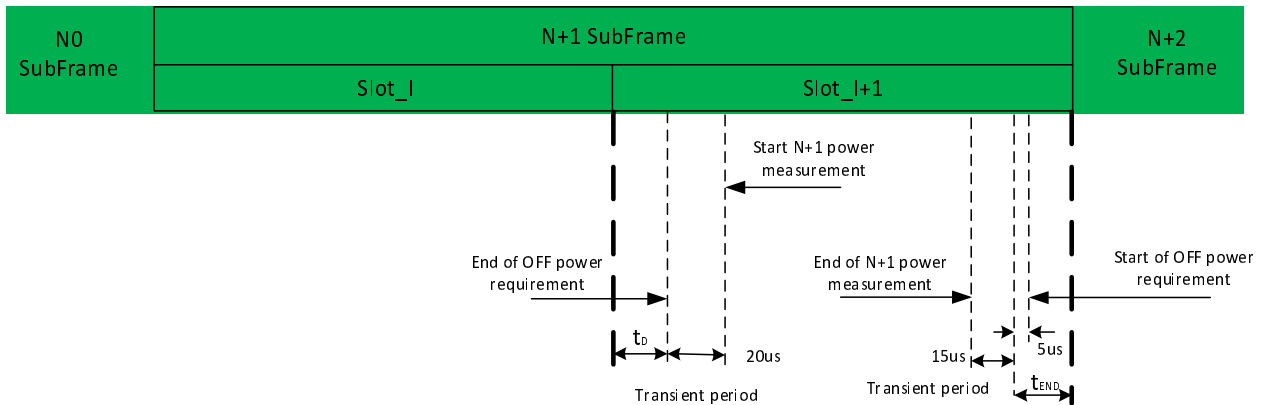 N0
SubFrame
N+1 SubFrame
N+2
SubFrame
Slot_I
Slot_I+1
Start N+1 power
measurement
End of OFF power
requirement
End of N+1 power
measurement
Start of OFF power
requirement
tD
20us
15us
5us
Transient period
Transient period
tEND